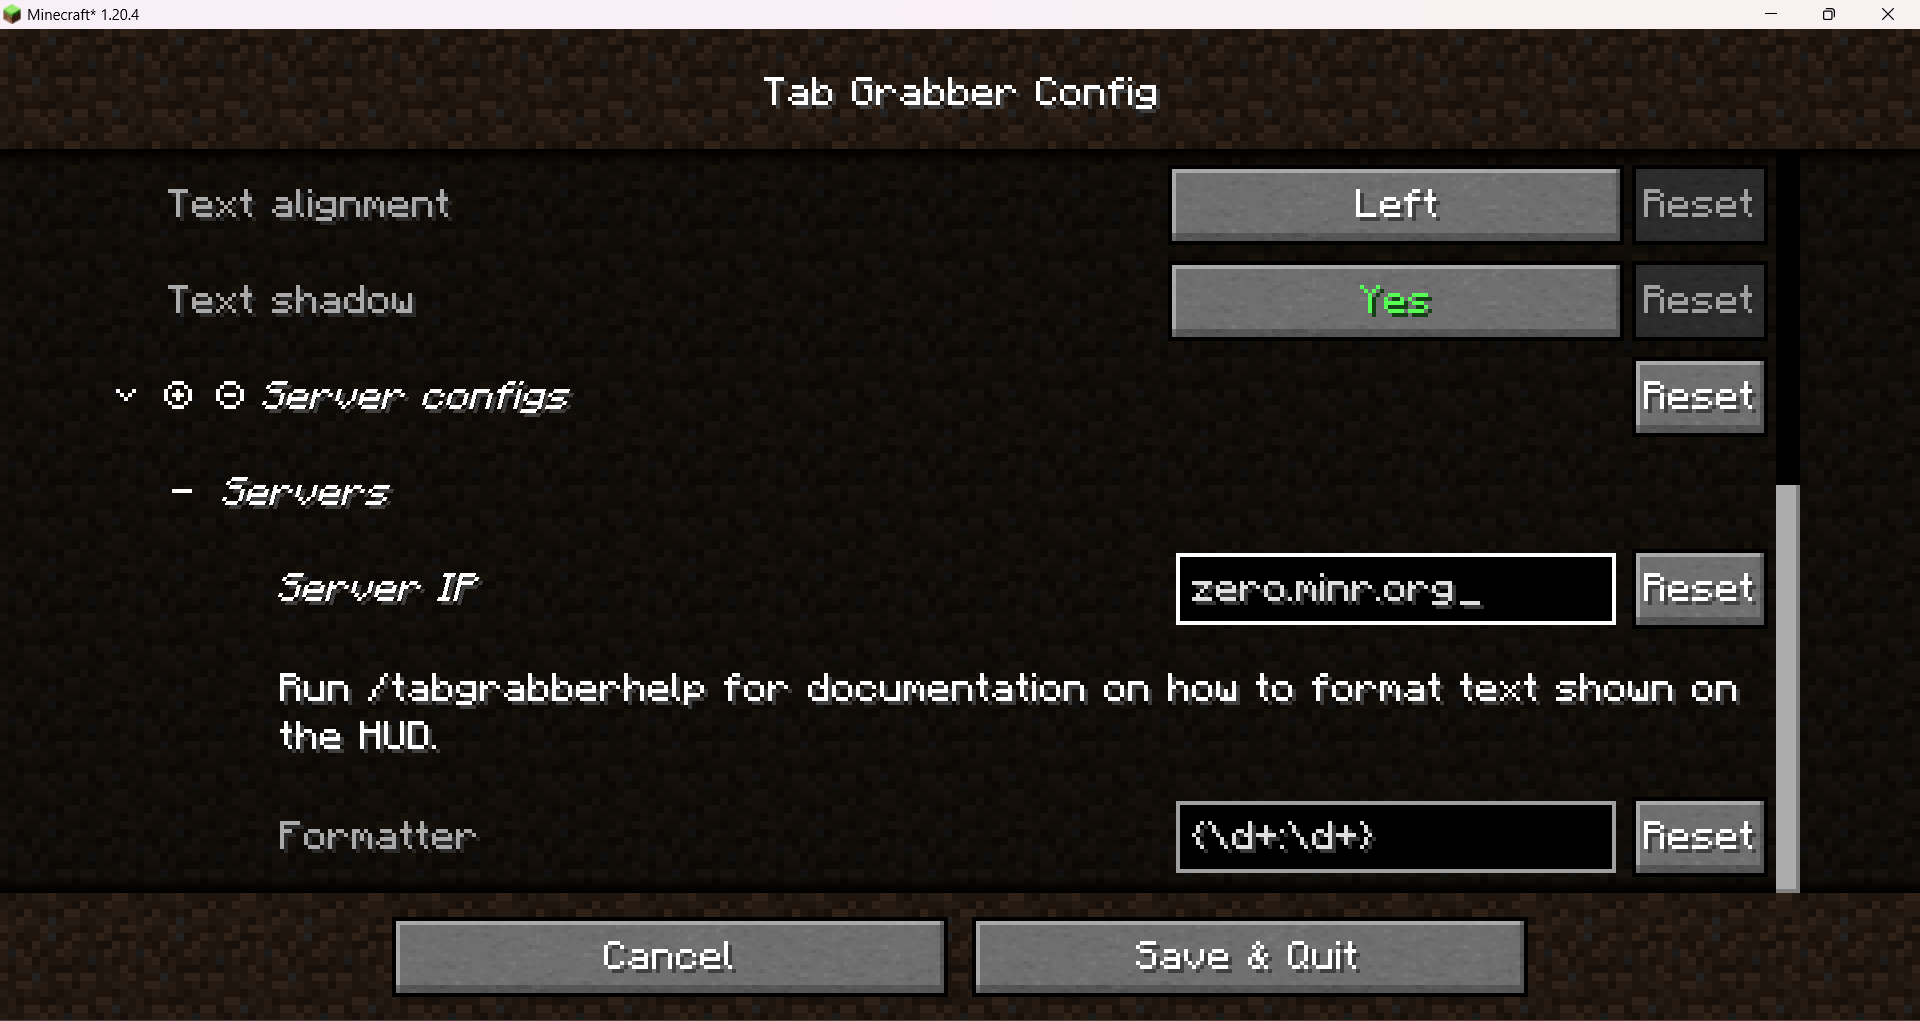 Minecraft* 1.20.4
Tab Grabber Config
Text alignment Left Reset
Text shadow Yes Reset
Server configs Reset
Servers
Server IP zero.minr.org_ Reset
Run /tabgrabberhelp for documentation on how to format text shown on
the HUD.
Formatter {\d+:\d+} Reset
Cancel Save & Quit